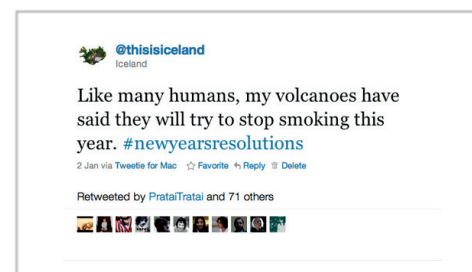 @thisisiceland
Iceland
Like many humans, my volcanoes have
said they will try to stop smoking this
year. #newyearsresolutions
2 Jan via Tweetie for Mac Favorite Reply Delete
Retweeted by PrataiTratai and 71 others